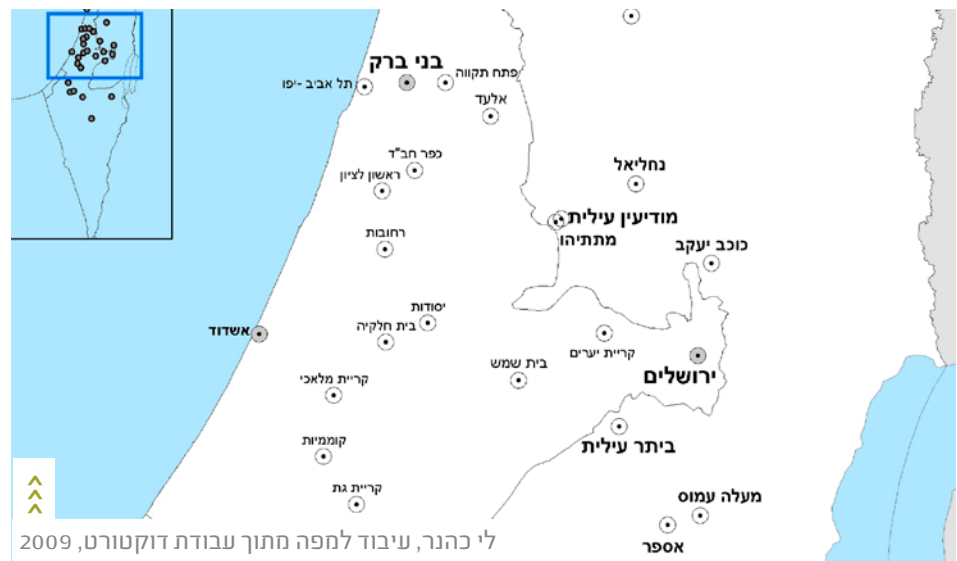 בני ברק
פתח תקווה
תל אביב -יפו
אלעד
כפר חב"ד
ראשון לציון
נחליאל
מודיעין עילית
מתתיהו
רחובות
כוכב יעקב
יסודות
אשדוד
בית חלקיה
קריית יערים
בית שמש
ירושלים
קריית מלאכי
קוממיות
ביתר עילית
קריית גת
מעלה עמוס
אספר
לי כהנר, עיבוד למפה מתוך עבודת דוקטורט, 2009